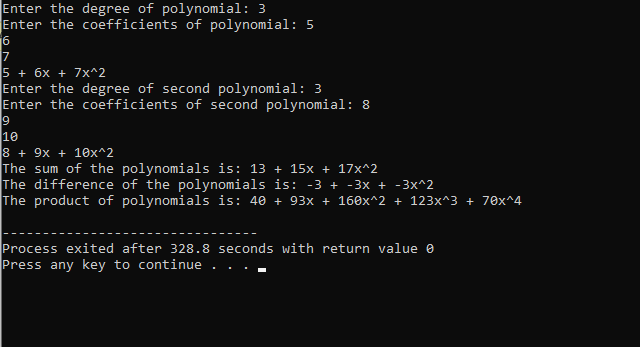 Enter the degree of polynomial: 3
Enter the coefficients of polynomial: 5
6
7
5 + 6x + 7x^2
Enter the degree of second polynomial: 3
Enter the coefficients of second polynomial: 8
9
10
8 + 9x + 10x^2
The sum of the polynomials is: 13 + 15x + 17x^2
The difference of the polynomials is: -3 + -3x + -3x^2
The product of polynomials is: 40 + 93x + 160x^2 + 123x^3 + 70x^4
--------------------------------
Process exited after 328.8 seconds with return value 0
Press any key to continue . . .